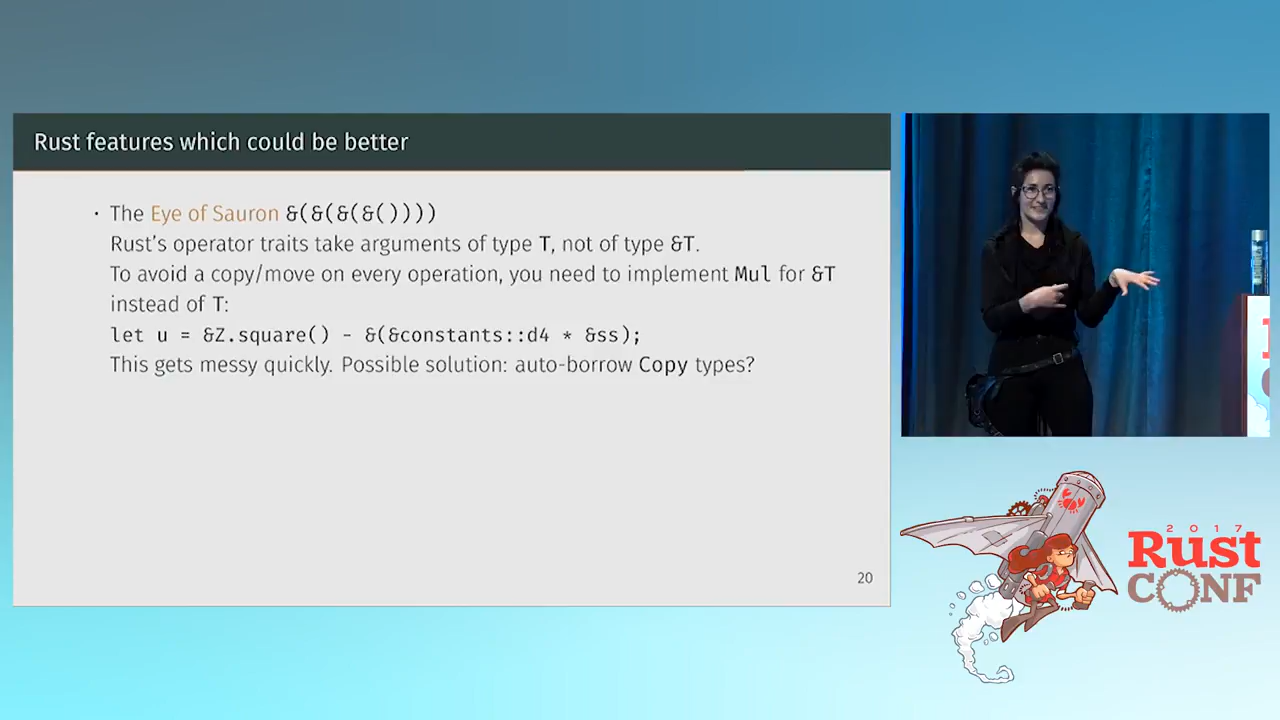 Rust features which could be better
· The Eye of Sauron &(&(&(&())))
Rust’s operator traits take arguments of type T, not of type &T.
To avoid a copy/move on every operation, you need to implement Mul for &T
instead of T:
let u = &Z.square() - &(&constants::d4 * &ss);
This gets messy quickly. Possible solution: auto-borrow Copy types?
20
2017
Rust
CONF